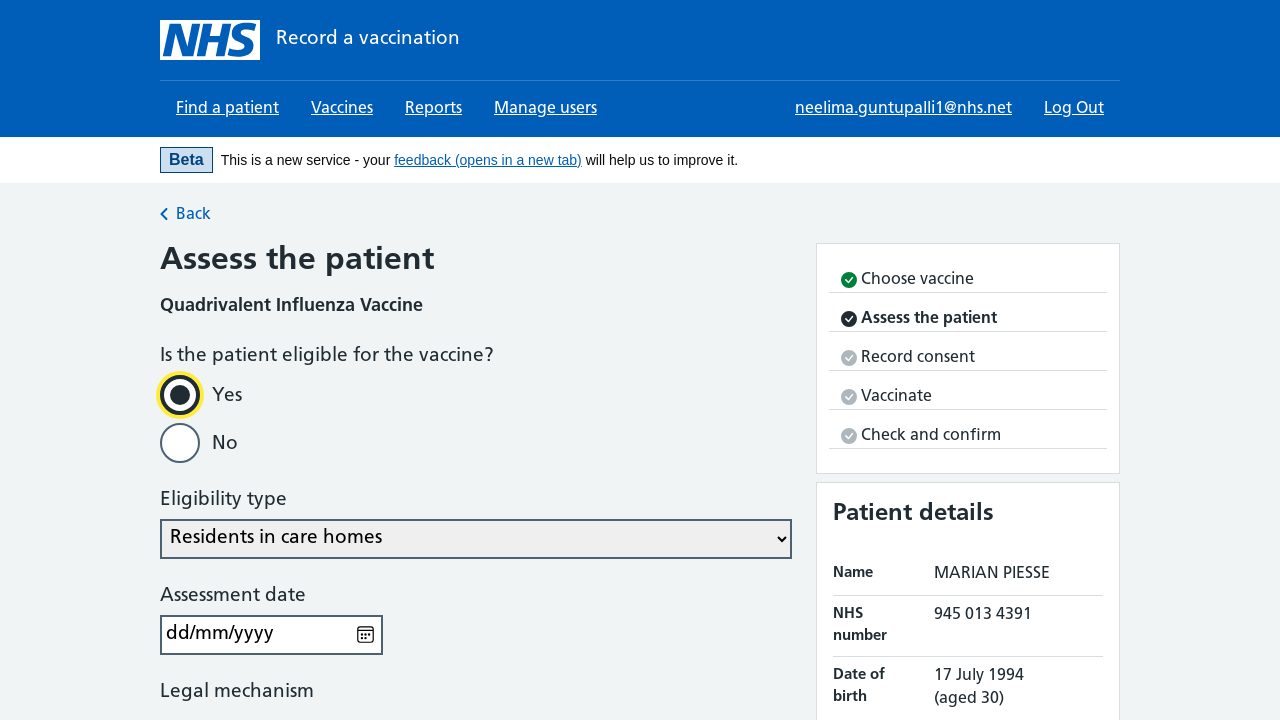 NHS Record a vaccination
Find a patient Vaccines Reports Manage users neelima.guntupalli1@nhs.net Log Out
Beta This is a new service - your feedback (opens in a new tab) will help us to improve it.
Back
Assess the patient
Quadrivalent Influenza Vaccine
Is the patient eligible for the vaccine?
Yes
No
Eligibility type
Residents in care homes
Assessment date
dd/mm/yyyy
Legal mechanism
Choose vaccine
Assess the patient
Record consent
Vaccinate
Check and confirm
Patient details
Name MARIAN PIESSE
NHS number 945 013 4391
Date of birth 17 July 1994
(aged 30)